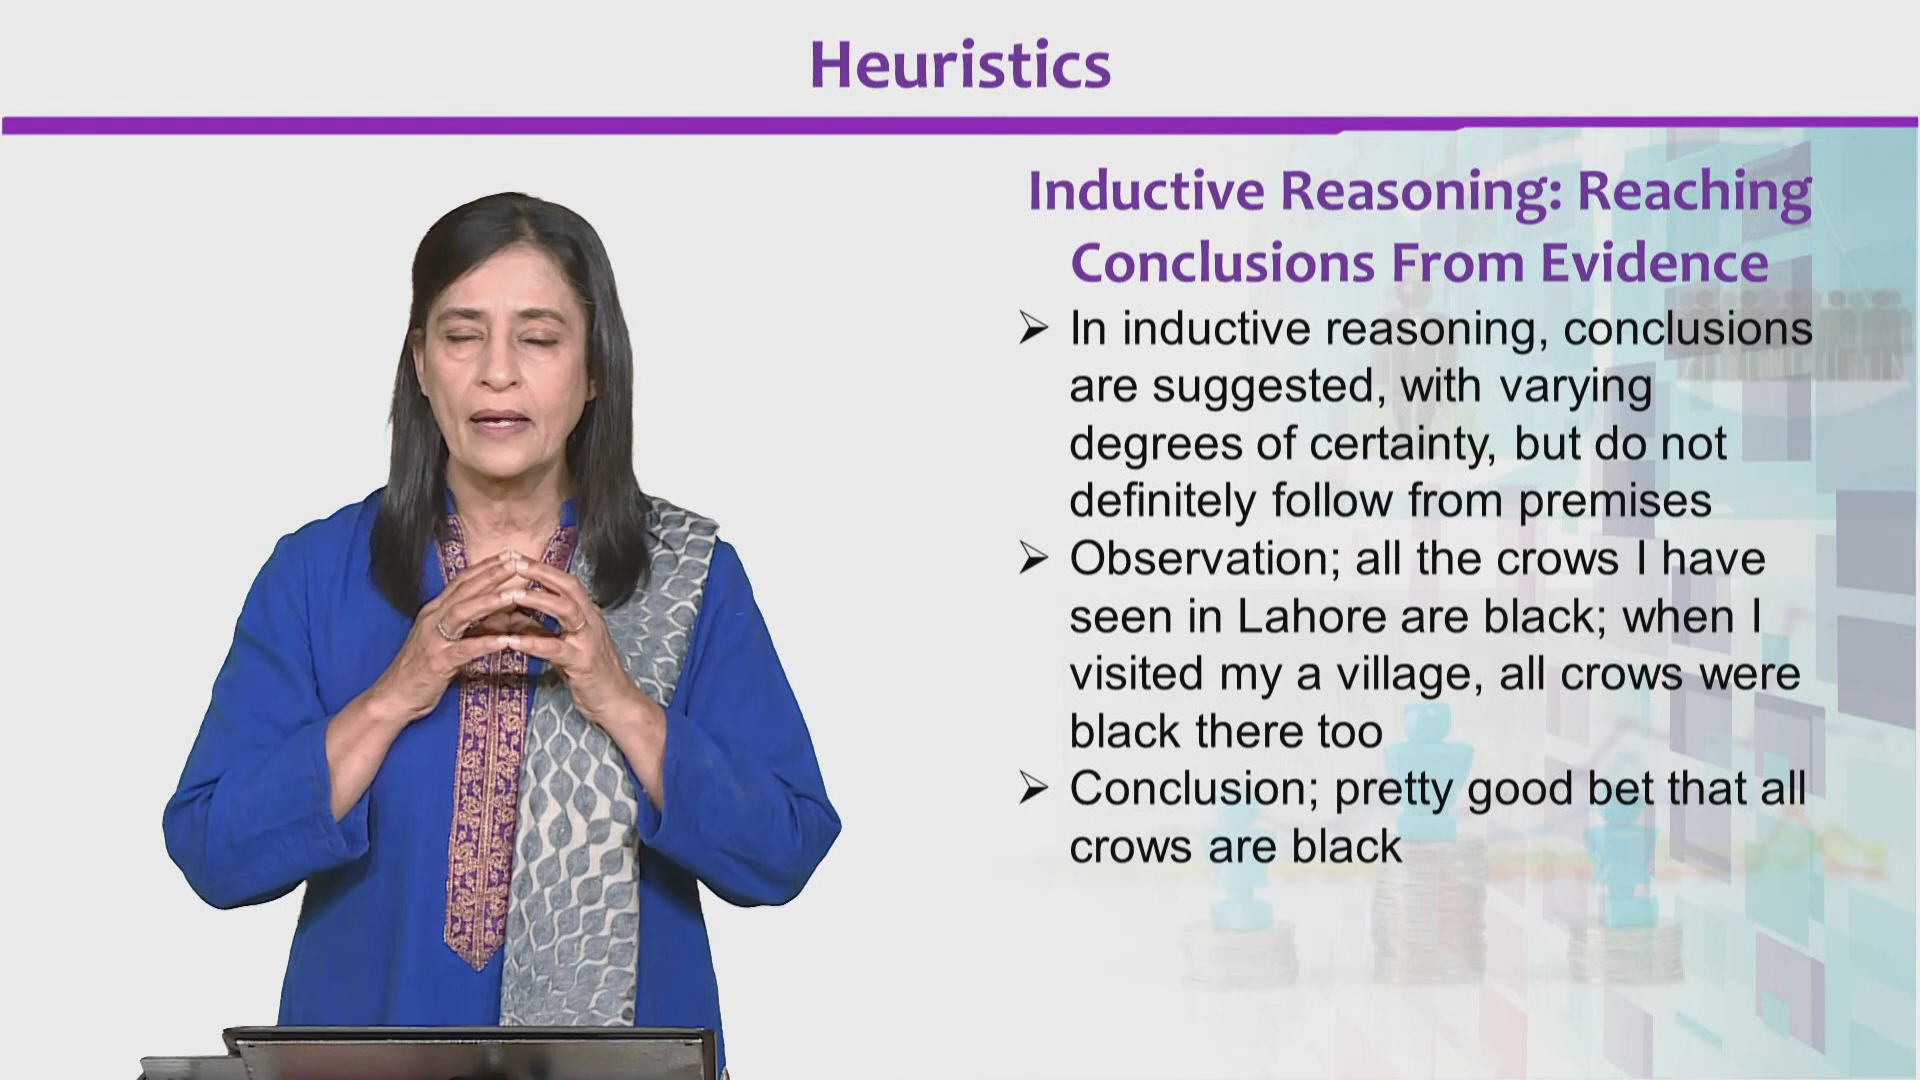 Heuristics
Inductive Reasoning: Reaching
Conclusions From Evidence
➢ In inductive reasoning, conclusions
are suggested, with varying
degrees of certainty, but do not
definitely follow from premises
➢ Observation; all the crows I have
seen in Lahore are black; when I
visited my a village, all crows were
black there too
➢ Conclusion; pretty good bet that all
crows are black